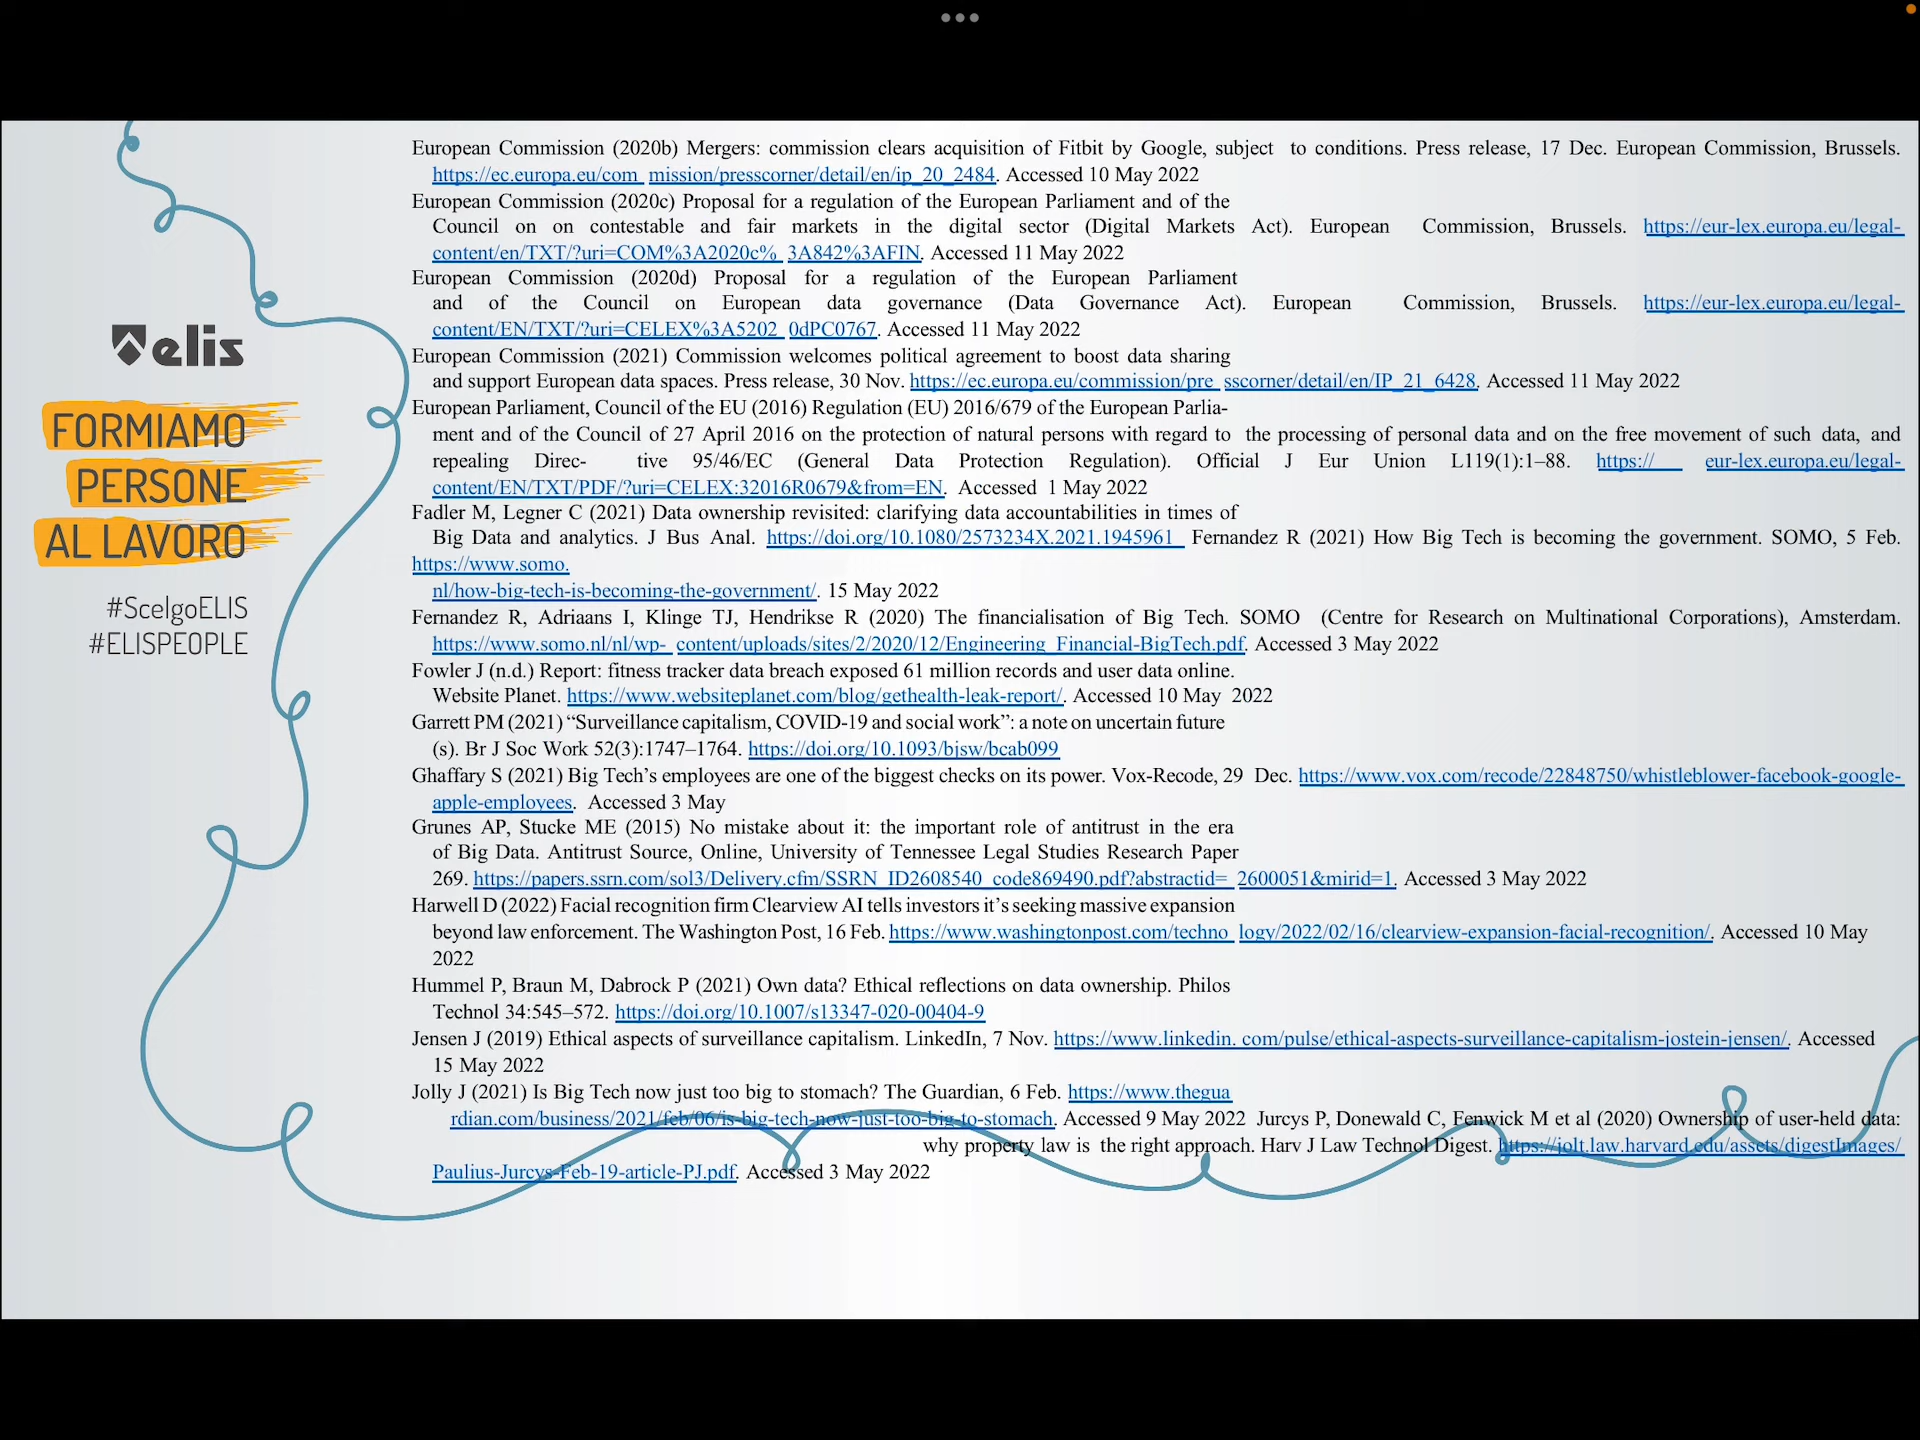 elis
FORMIAMO
PERSONE
AL LAVORO
#ScelgoELIS
#ELISPEOPLE
European Commission (2020b) Mergers: commission clears acquisition of Fitbit by Google, subject to conditions. Press release, 17 Dec. European Commission, Brussels.
https://ec.europa.eu/com mission/presscorner/detail/en/ip_20_2484. Accessed 10 May 2022
European Commission (2020c) Proposal for a regulation of the European Parliament and of the
Council on on contestable and fair markets in the digital sector (Digital Markets Act). European Commission, Brussels. https://eur-lex.europa.eu/legal-
content/en/TXT/?uri=COM%3A2020c% 3A842%3AFIN. Accessed 11 May 2022
European Commission (2020d) Proposal for a regulation of the European Parliament
and of the Council on European data governance (Data Governance Act). European Commission, Brussels. https://eur-lex.europa.eu/legal-
content/EN/TXT/?uri=CELEX%3A5202 0dPC0767. Accessed 11 May 2022
European Commission (2021) Commission welcomes political agreement to boost data sharing
and support European data spaces. Press release, 30 Nov. https://ec.europa.eu/commission/pre sscorner/detail/en/IP_21_6428. Accessed 11 May 2022
European Parliament, Council of the EU (2016) Regulation (EU) 2016/679 of the European Parlia-
ment and of the Council of 27 April 2016 on the protection of natural persons with regard to the processing of personal data and on the free movement of such data, and
repealing Direc- tive 95/46/EC (General Data Protection Regulation). Official J Eur Union L119(1):1–88. https:// eur-lex.europa.eu/legal-
content/EN/TXT/PDF/?uri=CELEX:32016R0679&from=EN. Accessed 1 May 2022
Fadler M, Legner C (2021) Data ownership revisited: clarifying data accountabilities in times of
Big Data and analytics. J Bus Anal. https://doi.org/10.1080/2573234X.2021.1945961 Fernandez R (2021) How Big Tech is becoming the government. SOMO, 5 Feb.
https://www.somo.
nl/how-big-tech-is-becoming-the-government/. 15 May 2022
Fernandez R, Adriaans I, Klinge TJ, Hendrikse R (2020) The financialisation of Big Tech. SOMO (Centre for Research on Multinational Corporations), Amsterdam.
https://www.somo.nl/nl/wp- content/uploads/sites/2/2020/12/Engineering_Financial-BigTech.pdf. Accessed 3 May 2022
Fowler J (n.d.) Report: fitness tracker data breach exposed 61 million records and user data online.
Website Planet. https://www.websiteplanet.com/blog/gethealth-leak-report/. Accessed 10 May 2022
Garrett PM (2021) “Surveillance capitalism, COVID-19 and social work”: a note on uncertain future
(s). Br J Soc Work 52(3):1747–1764. https://doi.org/10.1093/bjsw/bcab099
Ghaffary S (2021) Big Tech’s employees are one of the biggest checks on its power. Vox-Recode, 29 Dec. https://www.vox.com/recode/22848750/whistleblower-facebook-google-
apple-employees. Accessed 3 May
Grunes AP, Stucke ME (2015) No mistake about it: the important role of antitrust in the era
of Big Data. Antitrust Source, Online, University of Tennessee Legal Studies Research Paper
269. https://papers.ssrn.com/sol3/Delivery.cfm/SSRN_ID2608540_code869490.pdf?abstractid= 2600051&mirid=1. Accessed 3 May 2022
Harwell D (2022) Facial recognition firm Clearview AI tells investors it’s seeking massive expansion
beyond law enforcement. The Washington Post, 16 Feb. https://www.washingtonpost.com/techno logy/2022/02/16/clearview-expansion-facial-recognition/. Accessed 10 May
2022
Hummel P, Braun M, Dabrock P (2021) Own data? Ethical reflections on data ownership. Philos
Technol 34:545–572. https://doi.org/10.1007/s13347-020-00404-9
Jensen J (2019) Ethical aspects of surveillance capitalism. LinkedIn, 7 Nov. https://www.linkedin. com/pulse/ethical-aspects-surveillance-capitalism-jostein-jensen/. Accessed
15 May 2022
Jolly J (2021) Is Big Tech now just too big to stomach? The Guardian, 6 Feb. https://www.thegua
rdian.com/business/2021/feb/06/is-big-tech-now-just-too-big-to-stomach. Accessed 9 May 2022 Jurcys P, Donewald C, Fenwick M et al (2020) Ownership of user-held data:
why property law is the right approach. Harv J Law Technol Digest. https://jolt.law.harvard.edu/assets/digestImages/
Paulius-Jurcys-Feb-19-article-PJ.pdf. Accessed 3 May 2022